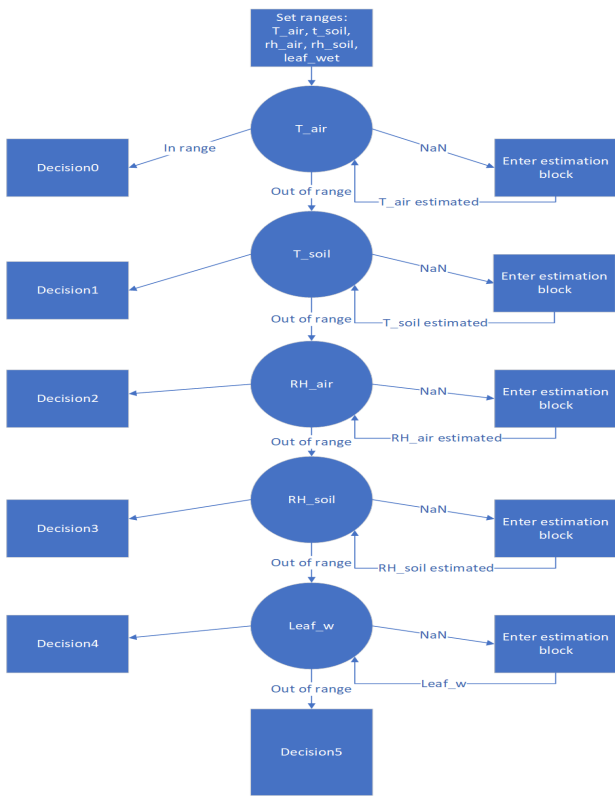 Set ranges:
T_air, t_soil,
rh_air, rh_soil,
leaf_wet
T_air
In range
NaN
Decision0
Enter estimation
block
Out of range
T_air estimated
T_soil
NaN
Decision1
Enter estimation
block
Out of range
T_soil estimated
RH_air
NaN
Decision2
Enter estimation
block
Out of range
RH_air estimated
RH_soil
NaN
Decision3
Enter estimation
block
Out of range
RH_soil estimated
Leaf_w
NaN
Decision4
Enter estimation
block
Out of range
Leaf_w
Decision5